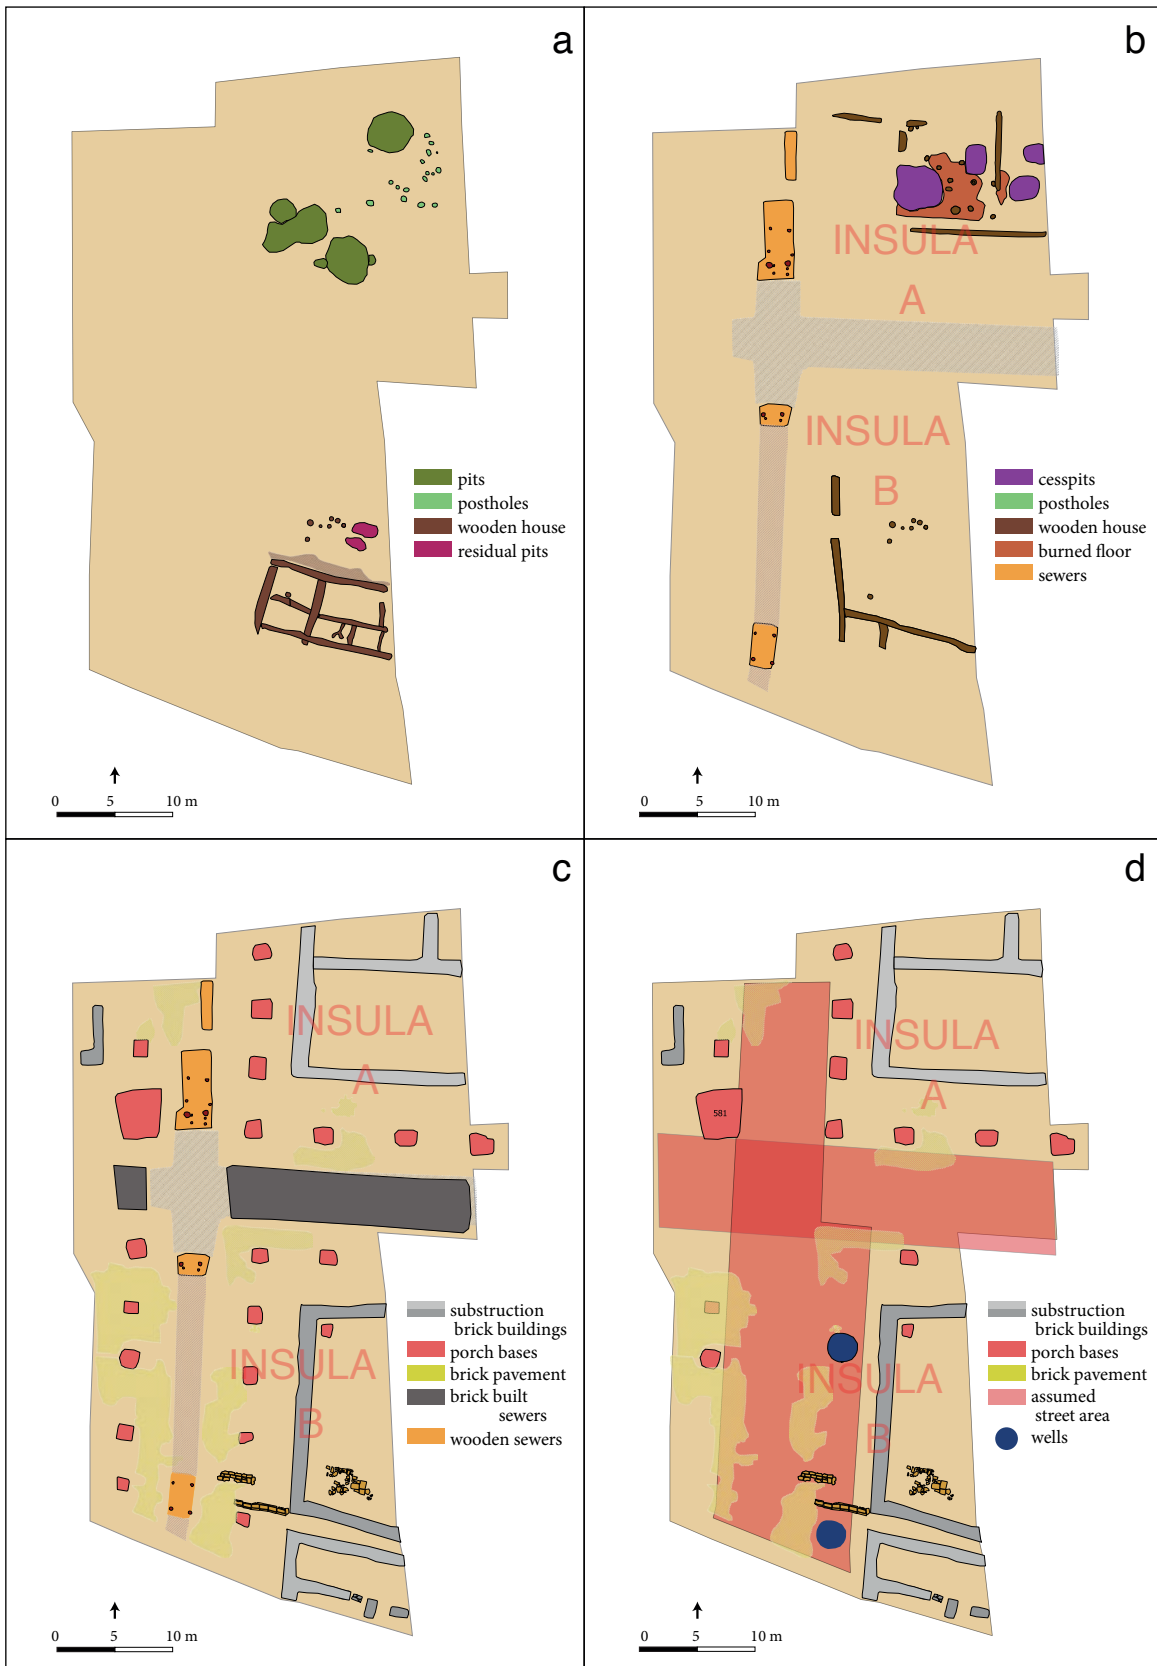 a
pits
postholes
wooden house
residual pits
0 5 10 m
b
INSULA
A
INSULA
B
cesspits
postholes
wooden house
burned floor
sewers
0 5 10 m
c
INSULA
A
INSULA
B
substruction
brick buildings
porch bases
brick pavement
brick built
sewers
wooden sewers
0 5 10 m
d
INSULA
A
581
INSULA
B
substruction
brick buildings
porch bases
brick pavement
assumed
street area
wells
0 5 10 m